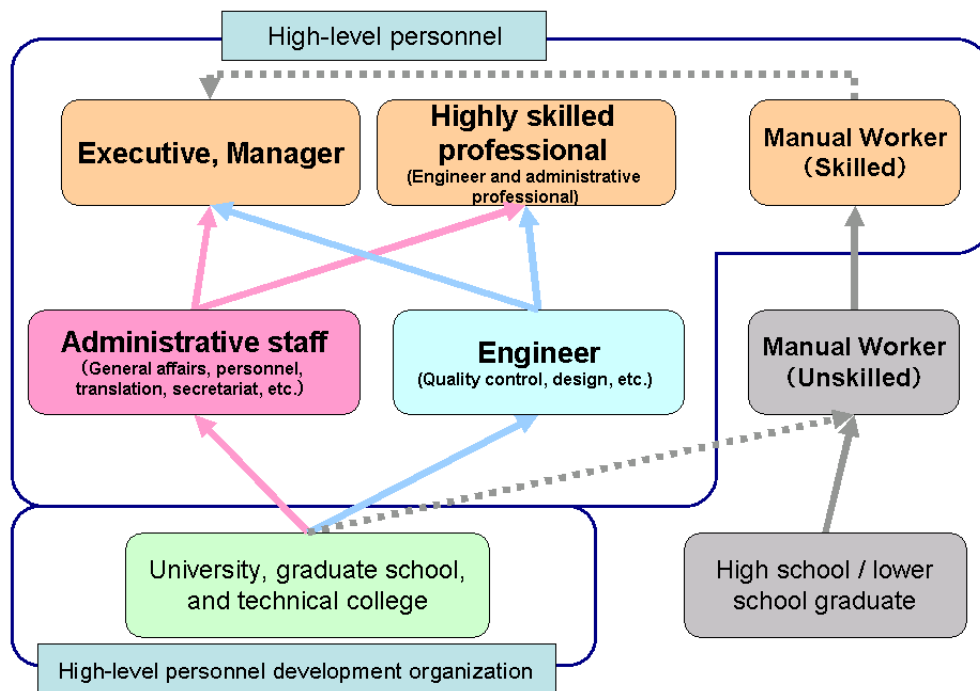 High-level personnel
Executive, Manager
Highly skilled
professional
(Engineer and administrative
professional)
Manual Worker
（Skilled）
Administrative staff
（General affairs, personnel,
translation, secretariat, etc.）
Engineer
(Quality control, design, etc.)
Manual Worker
（Unskilled）
University, graduate school,
and technical college
High school / lower
school graduate
High-level personnel development organization